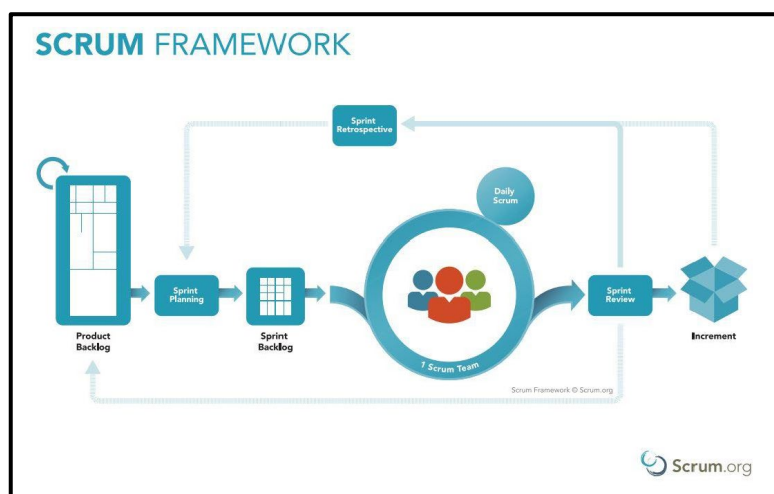 SCRUM FRAMEWORK
Sprint
Retrospective
Daily
Scrum
Sprint
Planning
Sprint
Review
Product
Backlog
Sprint
Backlog
1 Scrum Team
Increment
Scrum Framework © Scrum.org
Scrum.org